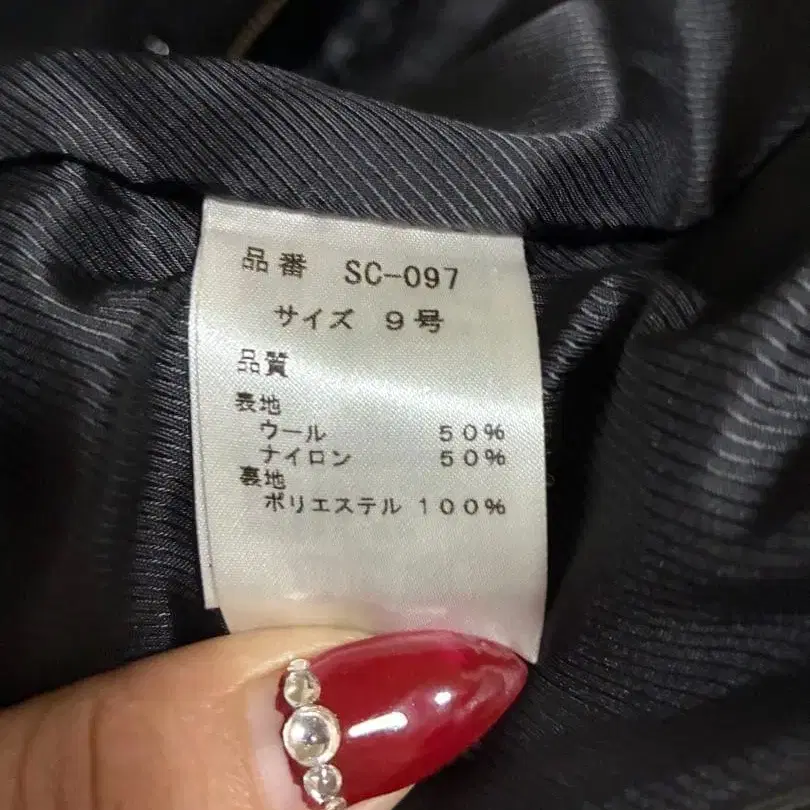 品番 SC-097
サイズ 9号
品質
表地
ウール 50%
ナイロン 50%
裏地
ポリエステル 100%